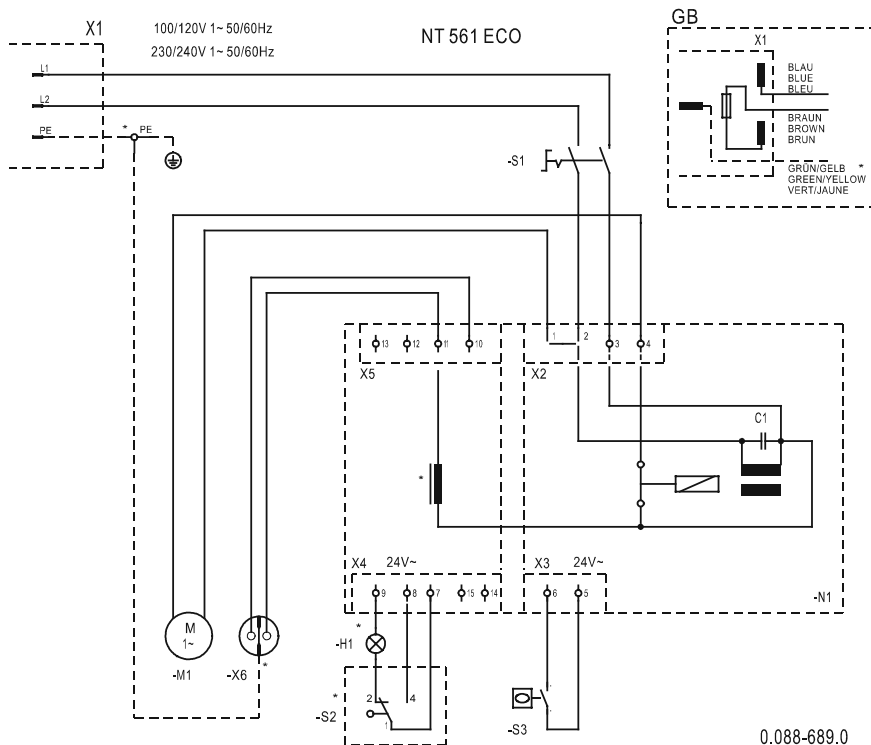 X1
100/120V 1~ 50/60Hz
230/240V 1~ 50/60Hz
NT 561 ECO
GB
X1
BLAU
BLUE
BLEU
BRAUN
BROWN
BRUN
GRÜN/GELB *
GREEN/YELLOW
VERT/JAUNE
L1
L2
PE
* PE
-S1
13 12 11 10
X5
1 2 3 4
X2
C1
*
X4 24V~
9 8 7 15 14
X3 24V~
6 5
-N1
M
1~
-M1
-X6
*
*
-H1
*
-S2
2 4
1
-S3
0.088-689.0